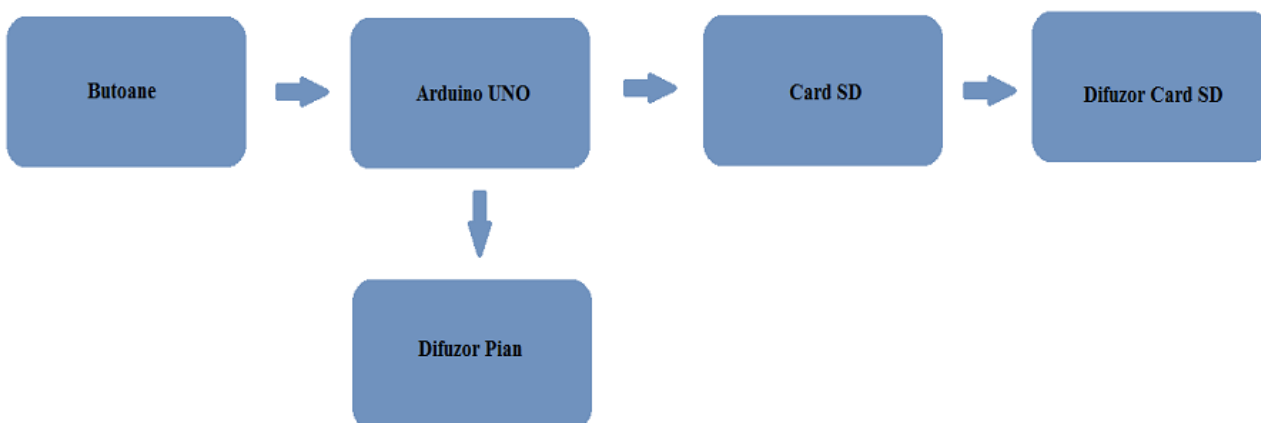 Butoane
Arduino UNO
Card SD
Difuzor Card SD
Difuzor Pian